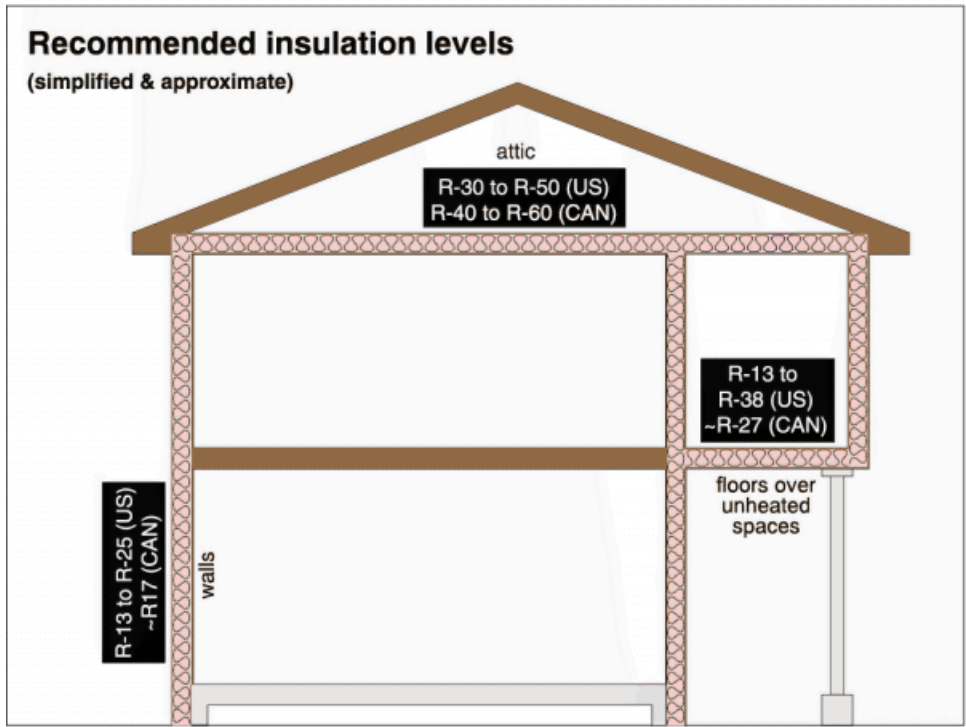 Recommended insulation levels
(simplified & approximate)
attic
R-30 to R-50 (US)
R-40 to R-60 (CAN)
R-13 to
R-38 (US)
~R-27 (CAN)
floors over
unheated
spaces
R-13 to R-25 (US)
~R17 (CAN)
walls